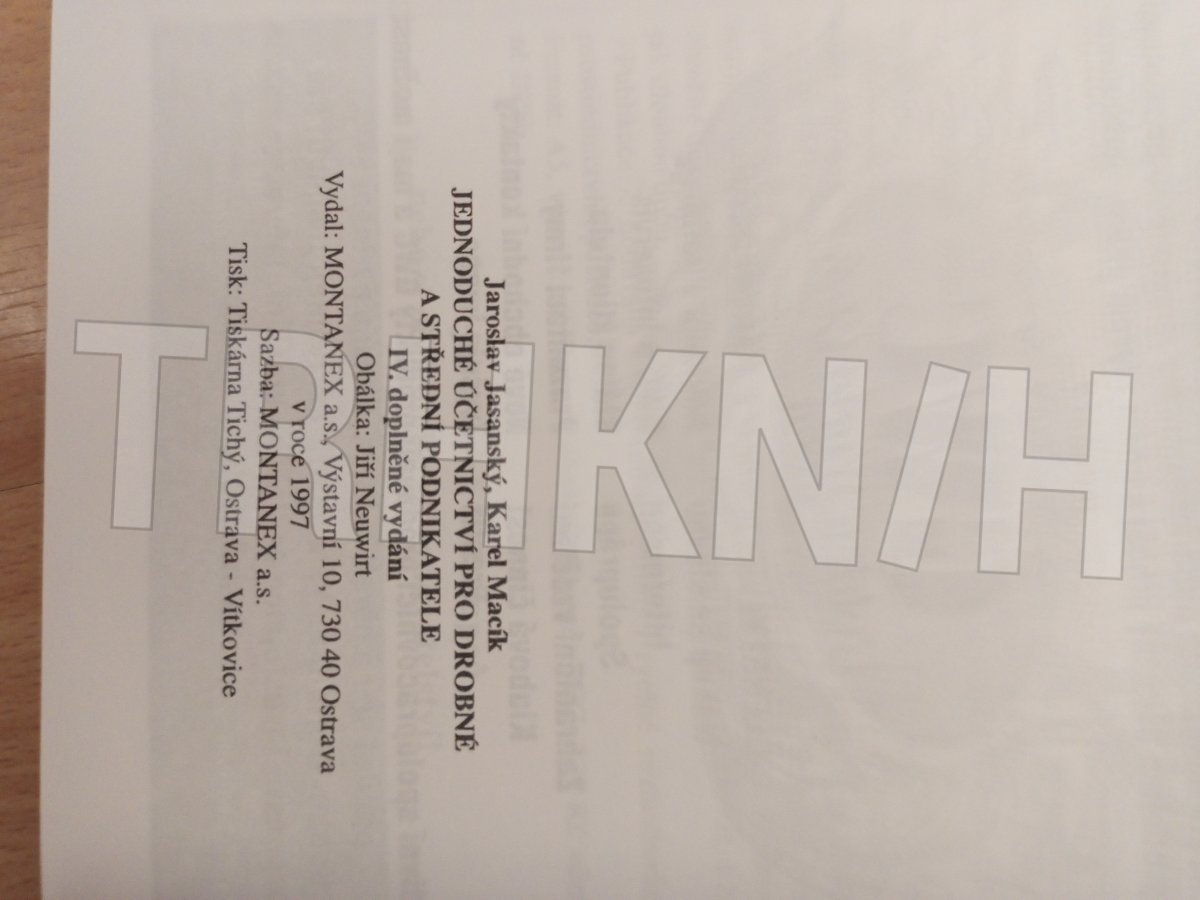 Jaroslav Jasanský, Karel Macík
JEDNODUCHÉ ÚČETNICTVÍ PRO DROBNÉ
A STŘEDNÍ PODNIKATELE
IV. doplněné vydání
Obálka: Jiří Neuwirt
Vydal: MONTANEX a.s., Výstavní 10, 730 40 Ostrava
v roce 1997
Sazba: MONTANEX a.s.
Tisk: Tiskárna Tichý, Ostrava - Vítkovice